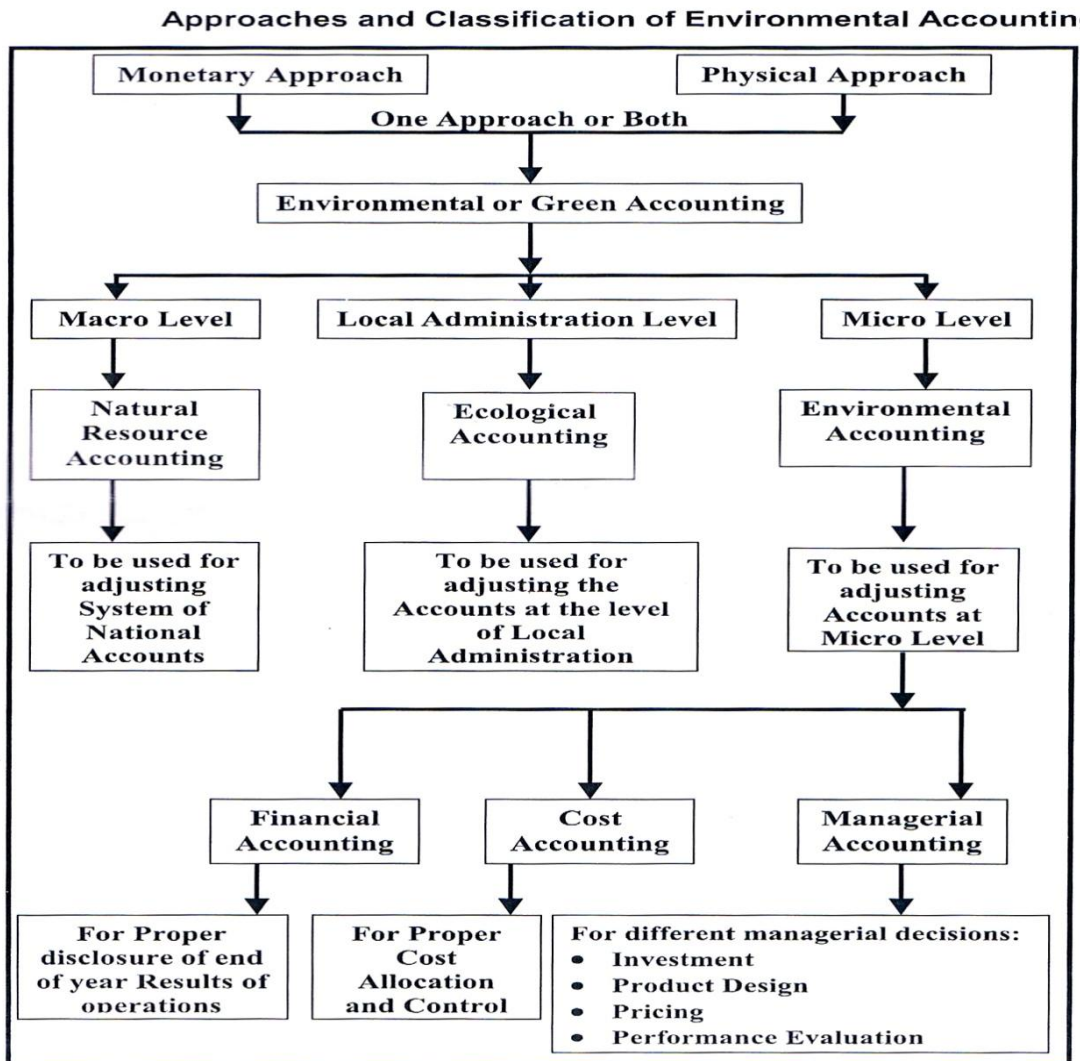 Approaches and Classification of Environmental Accountin
Monetary Approach
Physical Approach
One Approach or Both
Environmental or Green Accounting
Macro Level
Local Administration Level
Micro Level
Natural
Resource
Accounting
Ecological
Accounting
Environmental
Accounting
To be used for
adjusting
System of
National
Accounts
To be used for
adjusting the
Accounts at the level
of Local
Administration
To be used for
adjusting
Accounts at
Micro Level
Financial
Accounting
Cost
Accounting
Managerial
Accounting
For Proper
disclosure of end
of year Results of
operations
For Proper
Cost
Allocation
and Control
For different managerial decisions:
• Investment
• Product Design
• Pricing
• Performance Evaluation